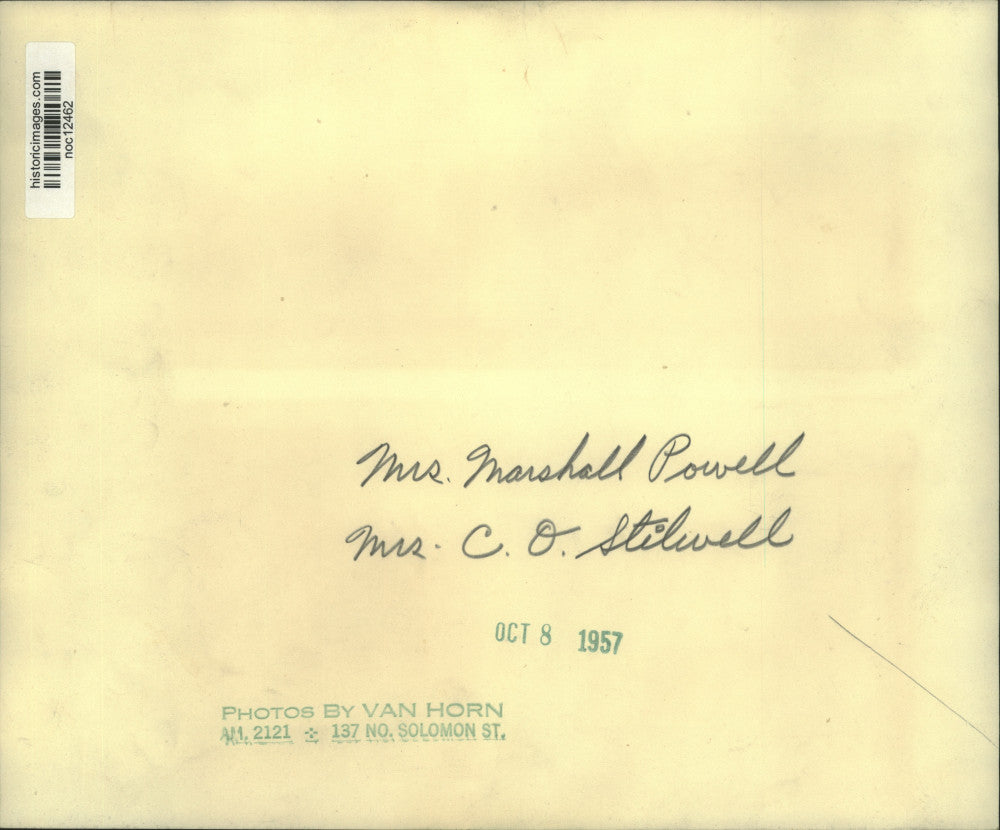 historicimages.com
noc12462
Mrs. Marshall Powell
Mrs. C. O. Stilwell
OCT 8 1957
PHOTOS BY VAN HORN
AM. 2121 137 NO. SOLOMON ST.